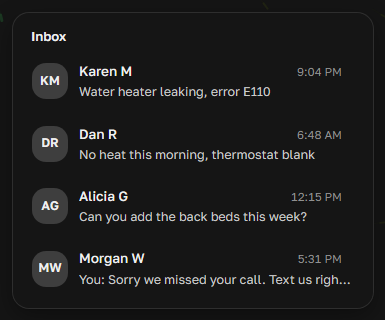 Inbox
KM
Karen M
9:04 PM
Water heater leaking, error E110
DR
Dan R
6:48 AM
No heat this morning, thermostat blank
AG
Alicia G
12:15 PM
Can you add the back beds this week?
MW
Morgan W
5:31 PM
You: Sorry we missed your call. Text us righ...